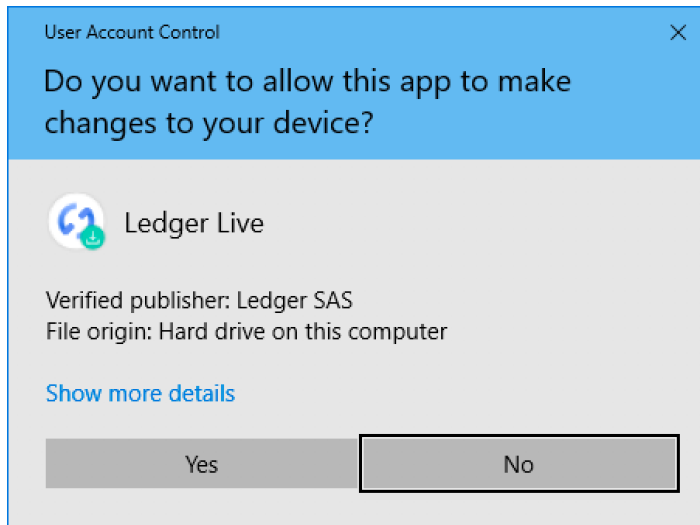 User Account Control
Do you want to allow this app to make
changes to your device?
Ledger Live
Verified publisher: Ledger SAS
File origin: Hard drive on this computer
Show more details
Yes
No